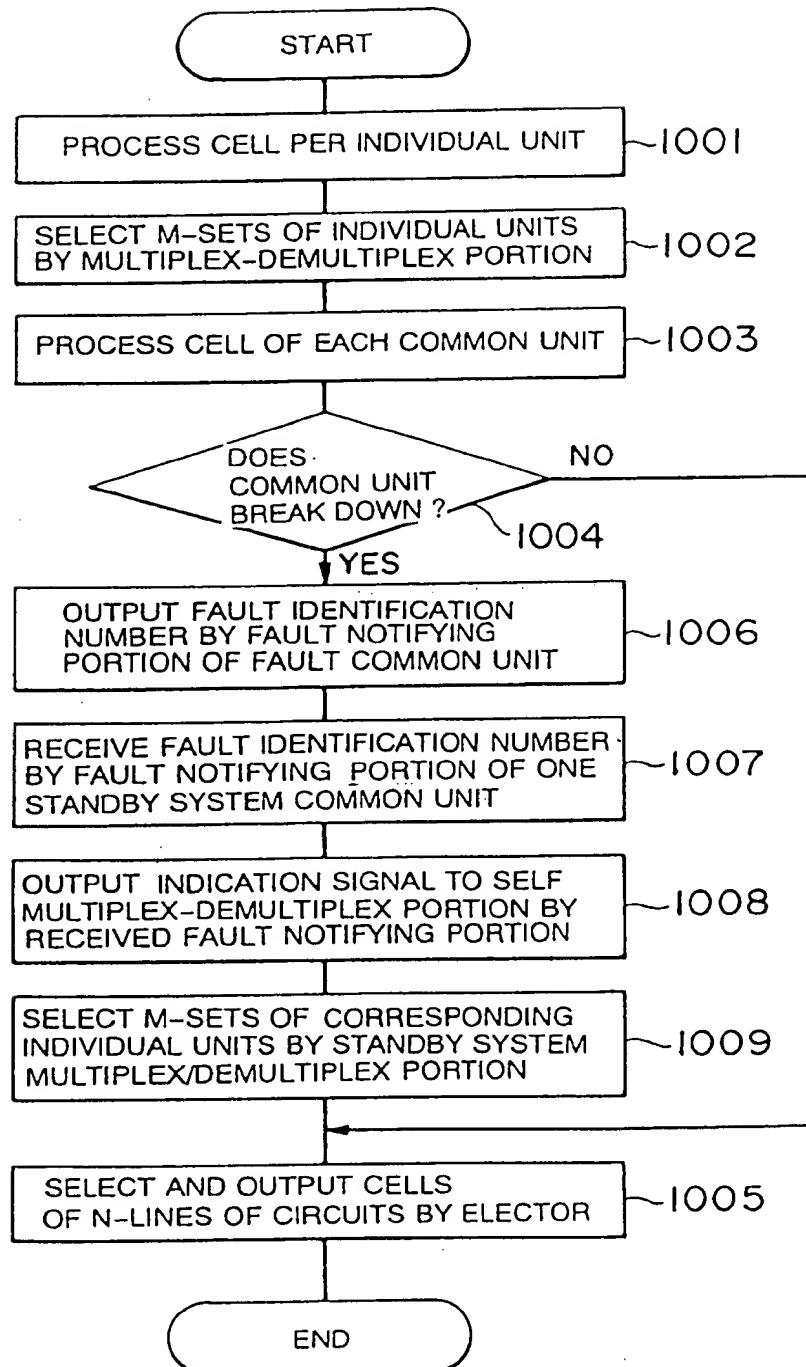 START
PROCESS CELL PER INDIVIDUAL UNIT
1001
SELECT M-SETS OF INDIVIDUAL UNITS
BY MULTIPLEX-DEMULTIPLEX PORTION
1002
PROCESS CELL OF EACH COMMON UNIT
1003
DOES
COMMON UNIT
BREAK DOWN ?
NO
1004
YES
OUTPUT FAULT IDENTIFICATION
NUMBER BY FAULT NOTIFYING
PORTION OF FAULT COMMON UNIT
1006
RECEIVE FAULT IDENTIFICATION NUMBER
BY FAULT NOTIFYING PORTION OF ONE
STANDBY SYSTEM COMMON UNIT
1007
OUTPUT INDICATION SIGNAL TO SELF
MULTIPLEX-DEMULTIPLEX PORTION BY
RECEIVED FAULT NOTIFYING PORTION
1008
SELECT M-SETS OF CORRESPONDING
INDIVIDUAL UNITS BY STANDBY SYSTEM
MULTIPLEX/DEMULTIPLEX PORTION
1009
SELECT AND OUTPUT CELLS
OF N-LINES OF CIRCUITS BY ELECTOR
1005
END